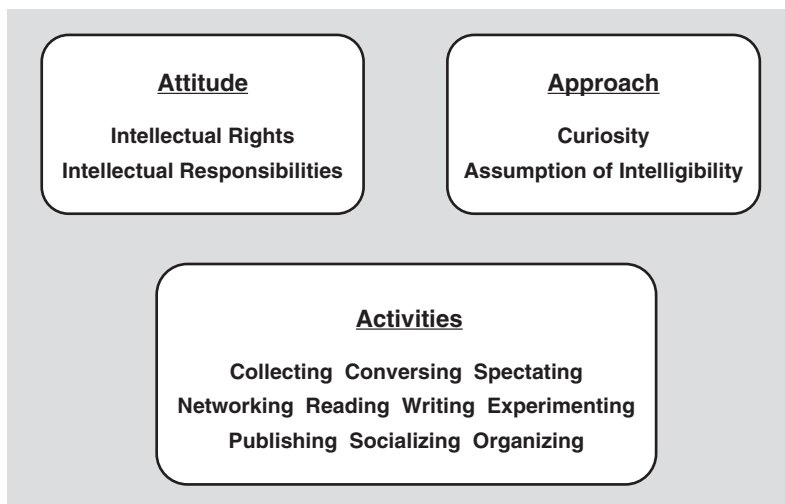 Attitude
Intellectual Rights
Intellectual Responsibilities
Approach
Curiosity
Assumption of Intelligibility
Activities
Collecting Conversing Spectating
Networking Reading Writing Experimenting
Publishing Socializing Organizing